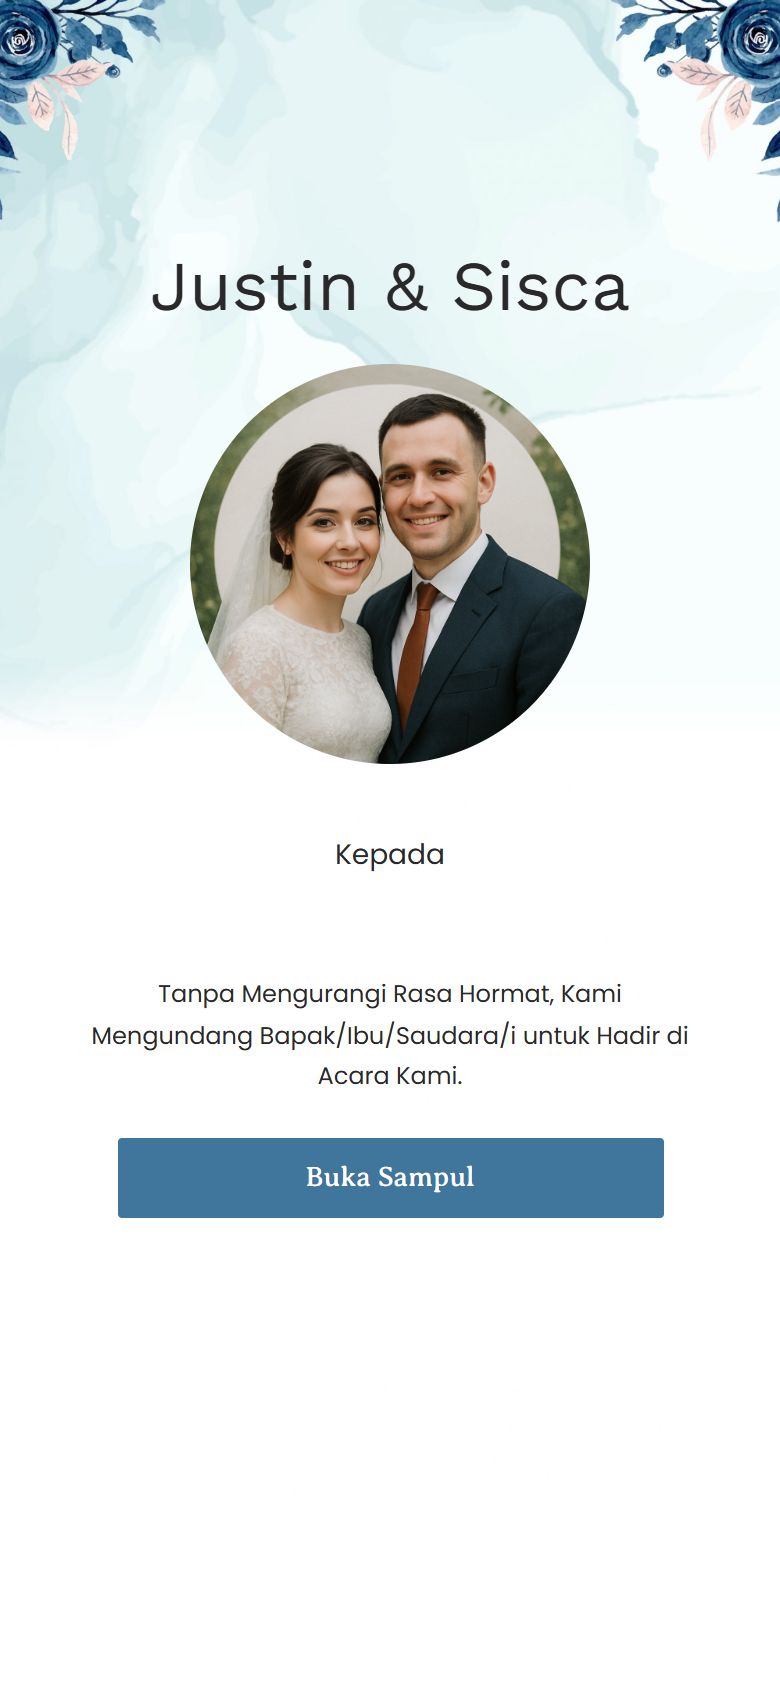 Justin & Sisca
Kepada
Tanpa Mengurangi Rasa Hormat, Kami
Mengundang Bapak/Ibu/Saudara/i untuk Hadir di
Acara Kami.
Buka Sampul